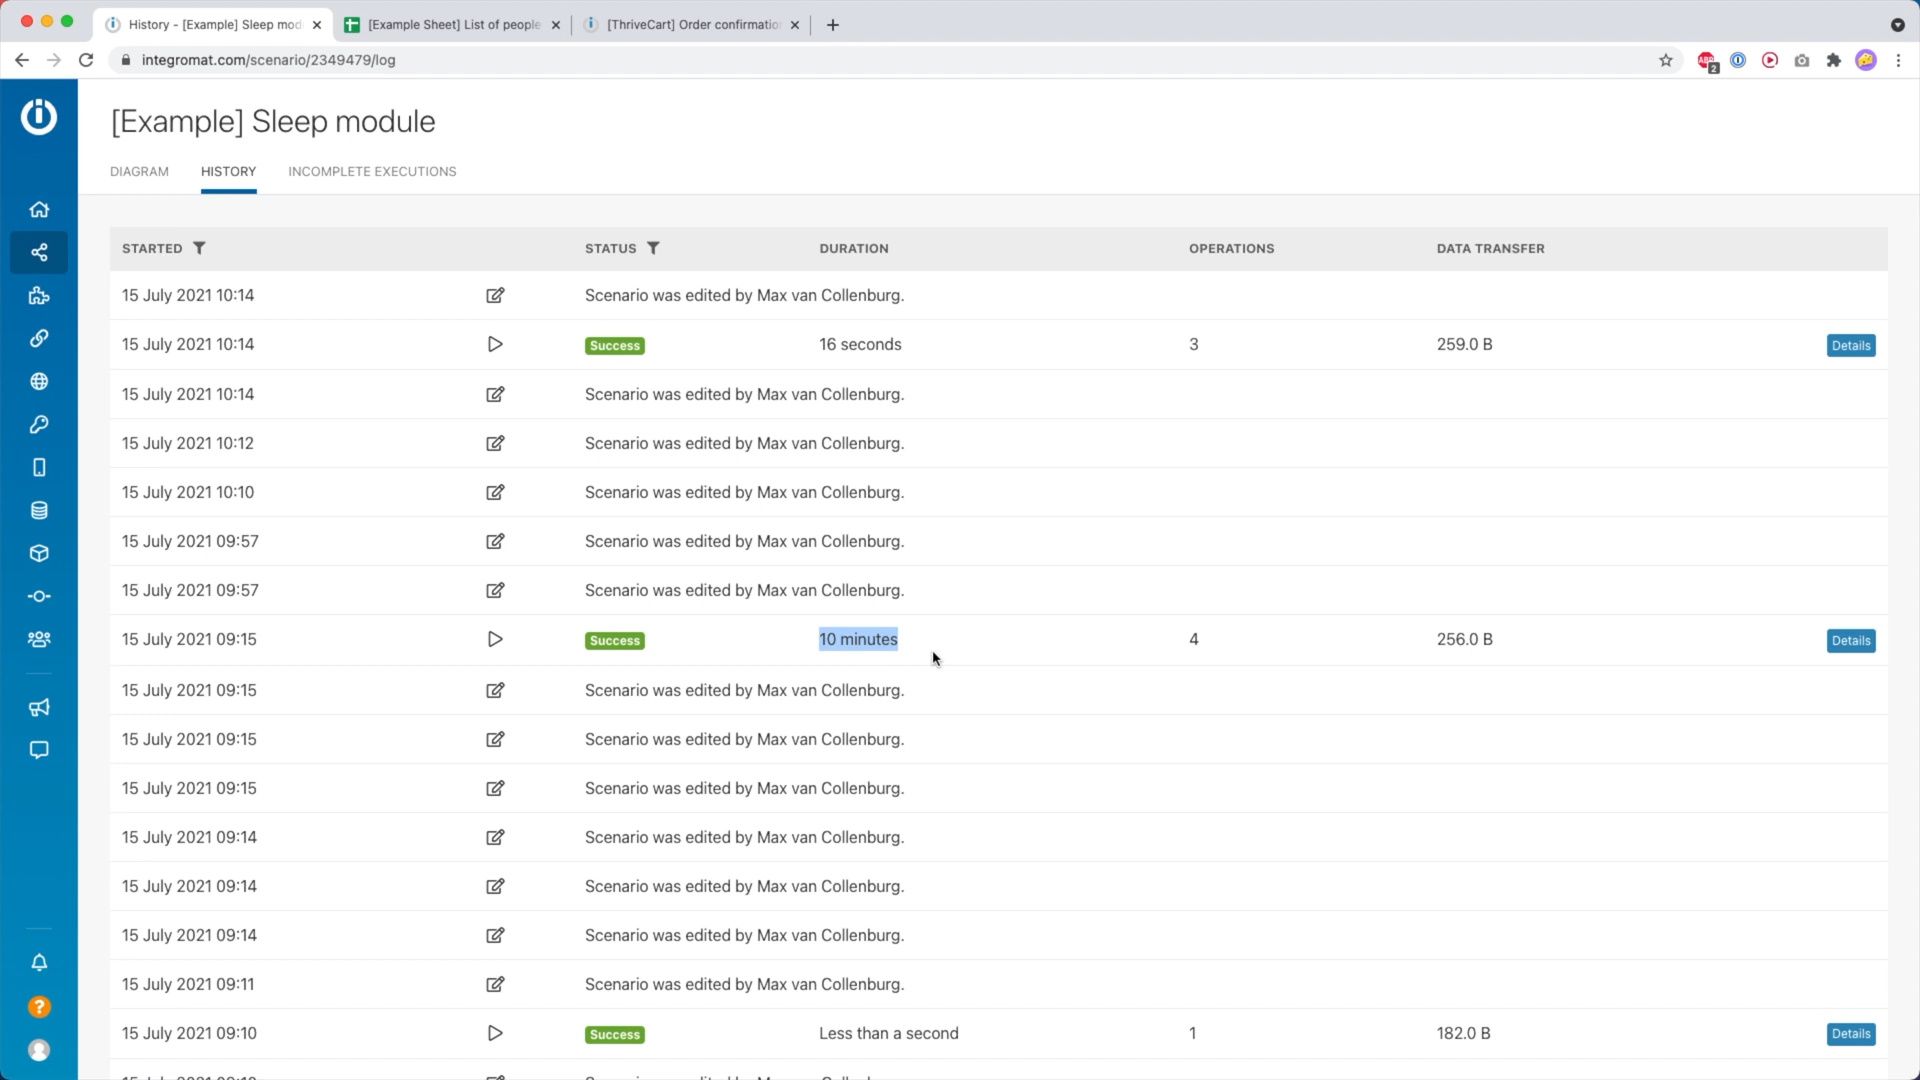 History - [Example] Sleep mod
[Example Sheet] List of people
[ThriveCart] Order confirmatio
integromat.com/scenario/2349479/log
ABP
2
[Example] Sleep module
DIAGRAM
HISTORY
INCOMPLETE EXECUTIONS
STARTED STATUS DURATION OPERATIONS DATA TRANSFER
15 July 2021 10:14 Scenario was edited by Max van Collenburg.
15 July 2021 10:14 Success 16 seconds 3 259.0 B Details
15 July 2021 10:14 Scenario was edited by Max van Collenburg.
15 July 2021 10:12 Scenario was edited by Max van Collenburg.
15 July 2021 10:10 Scenario was edited by Max van Collenburg.
15 July 2021 09:57 Scenario was edited by Max van Collenburg.
15 July 2021 09:57 Scenario was edited by Max van Collenburg.
15 July 2021 09:15 Success 10 minutes 4 256.0 B Details
15 July 2021 09:15 Scenario was edited by Max van Collenburg.
15 July 2021 09:15 Scenario was edited by Max van Collenburg.
15 July 2021 09:15 Scenario was edited by Max van Collenburg.
15 July 2021 09:14 Scenario was edited by Max van Collenburg.
15 July 2021 09:14 Scenario was edited by Max van Collenburg.
15 July 2021 09:14 Scenario was edited by Max van Collenburg.
15 July 2021 09:11 Scenario was edited by Max van Collenburg.
15 July 2021 09:10 Success Less than a second 1 182.0 B Details